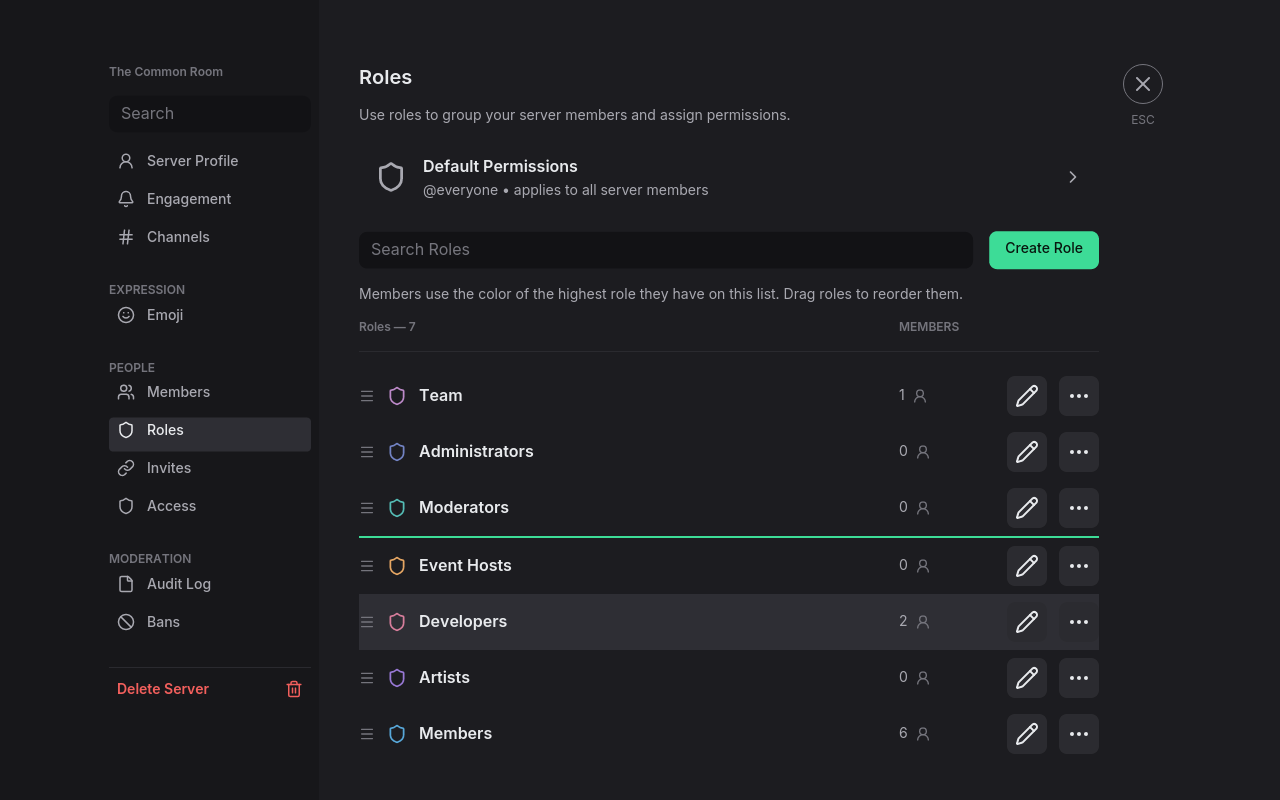 The Common Room
Search
Server Profile
Engagement
Channels
EXPRESSION
Emoji
PEOPLE
Members
Roles
Invites
Access
MODERATION
Audit Log
Bans
Delete Server
Roles
Use roles to group your server members and assign permissions.
ESC
Default Permissions
@everyone • applies to all server members
Search Roles
Create Role
Members use the color of the highest role they have on this list. Drag roles to reorder them.
Roles — 7 MEMBERS
Team 1
Administrators 0
Moderators 0
Event Hosts 0
Developers 2
Artists 0
Members 6